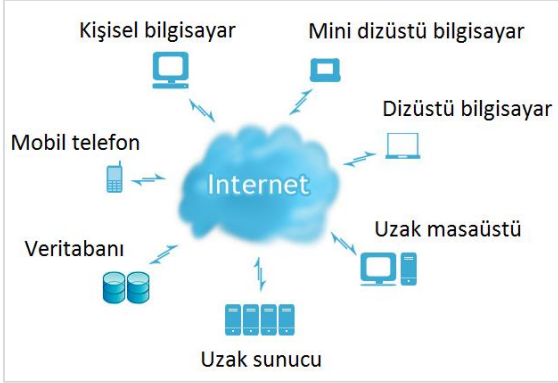 Kişisel bilgisayar
Mini dizüstü bilgisayar
Dizüstü bilgisayar
Mobil telefon
Internet
Uzak masaüstü
Veritabanı
Uzak sunucu